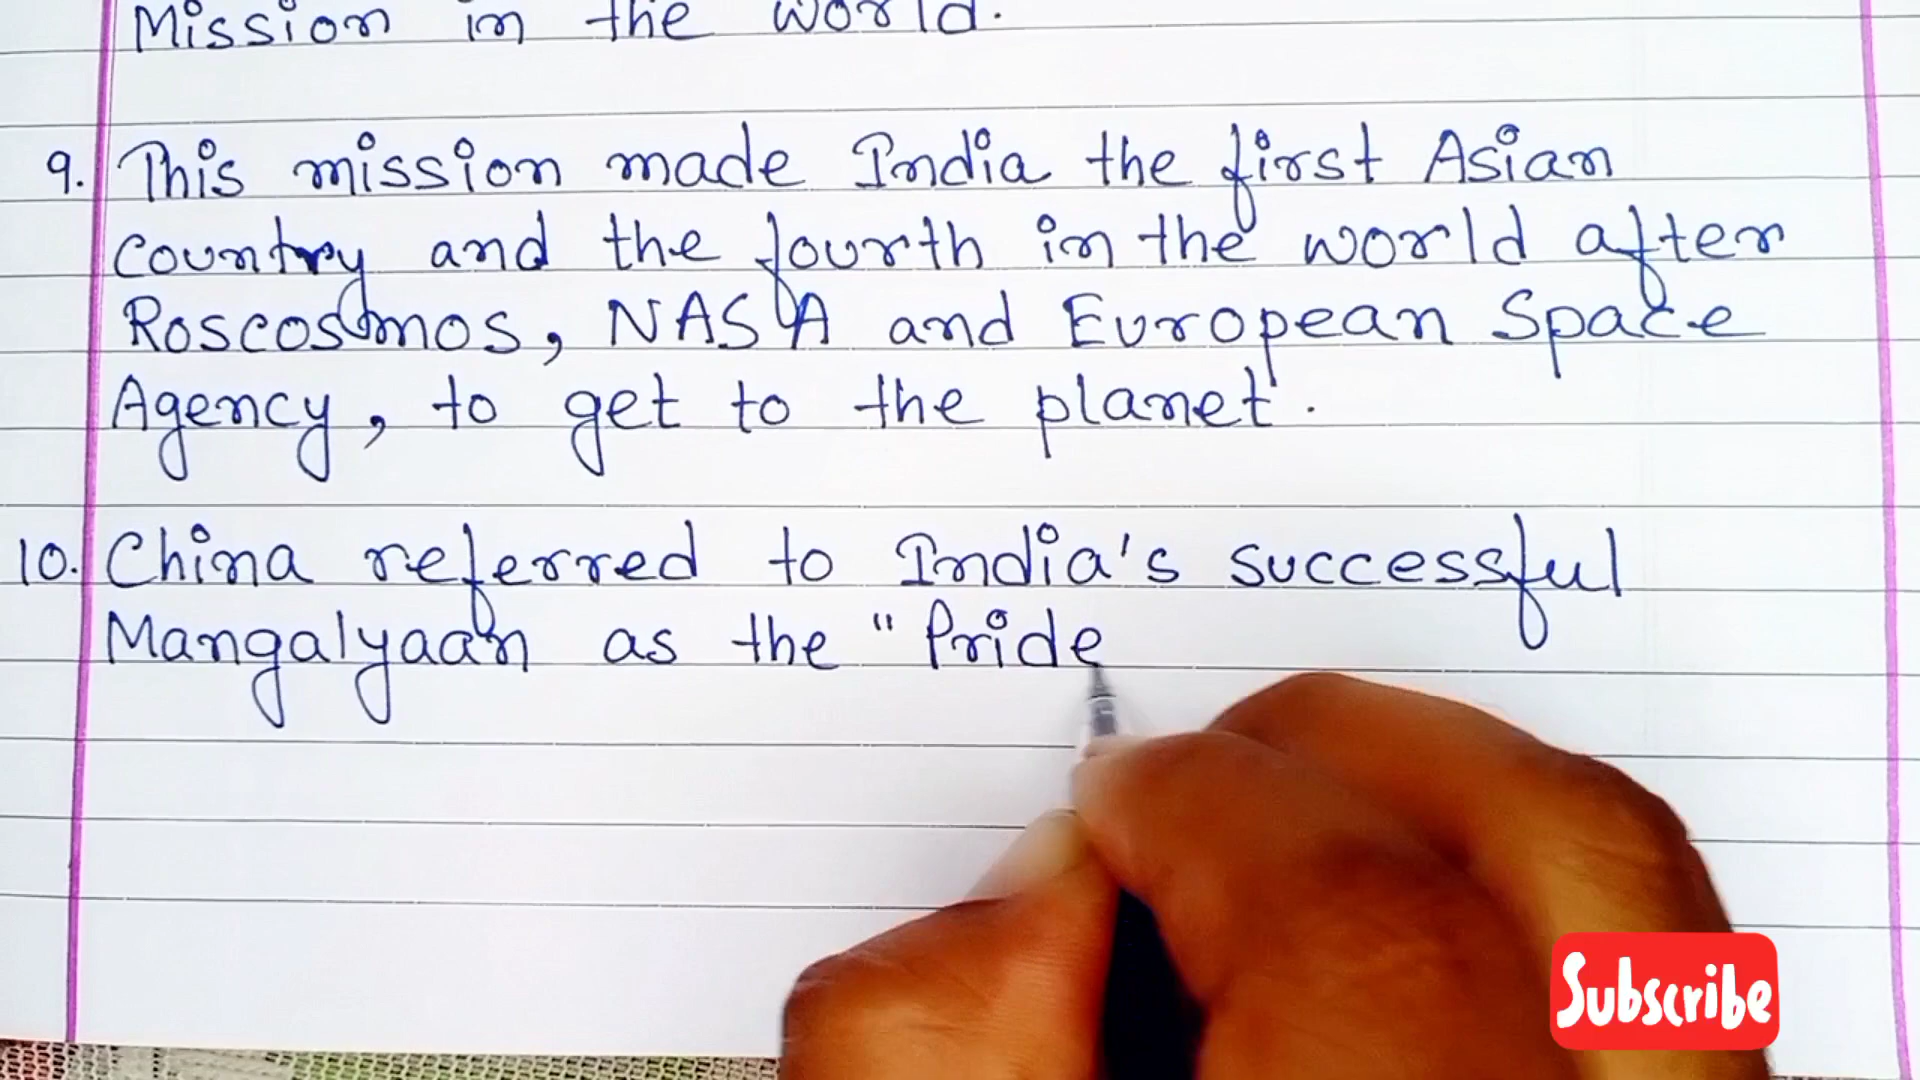 Mission in the world.
9. This mission made India the first Asian
country and the fourth in the world after
Roscosmos, NASA and European Space
Agency, to get to the planet.
10. China referred to India's successful
Mangalyaan as the "Pride
Subscribe